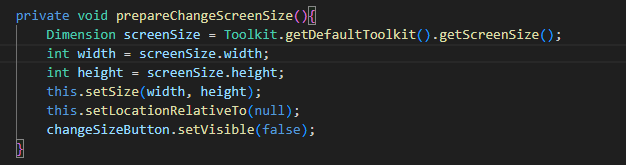 private void prepareChangeScreenSize(){
    Dimension screenSize = Toolkit.getDefaultToolkit().getScreenSize();
    int width = screenSize.width;
    int height = screenSize.height;
    this.setSize(width, height);
    this.setLocationRelativeTo(null);
    changeSizeButton.setVisible(false);
}